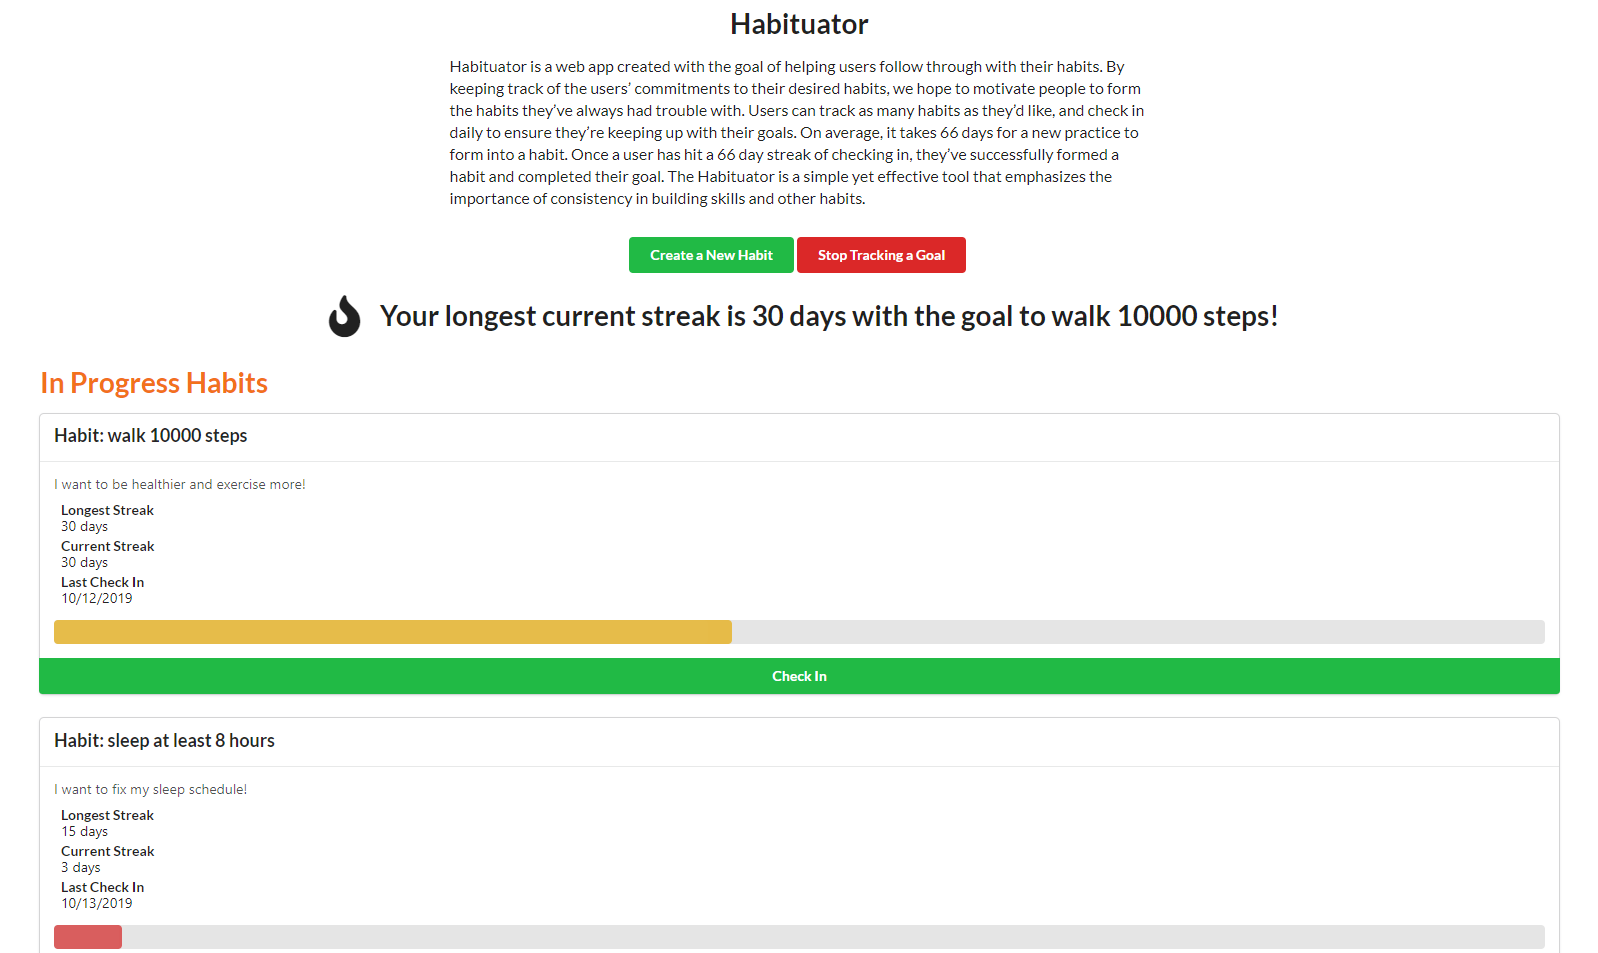 Habituator
Habituator is a web app created with the goal of helping users follow through with their habits. By
keeping track of the users’ commitments to their desired habits, we hope to motivate people to form
the habits they’ve always had trouble with. Users can track as many habits as they’d like, and check in
daily to ensure they’re keeping up with their goals. On average, it takes 66 days for a new practice to
form into a habit. Once a user has hit a 66 day streak of checking in, they’ve successfully formed a
habit and completed their goal. The Habituator is a simple yet effective tool that emphasizes the
importance of consistency in building skills and other habits.
Create a New Habit Stop Tracking a Goal
Your longest current streak is 30 days with the goal to walk 10000 steps!
In Progress Habits
Habit: walk 10000 steps
I want to be healthier and exercise more!
Longest Streak
30 days
Current Streak
30 days
Last Check In
10/12/2019
Check In
Habit: sleep at least 8 hours
I want to fix my sleep schedule!
Longest Streak
15 days
Current Streak
3 days
Last Check In
10/13/2019